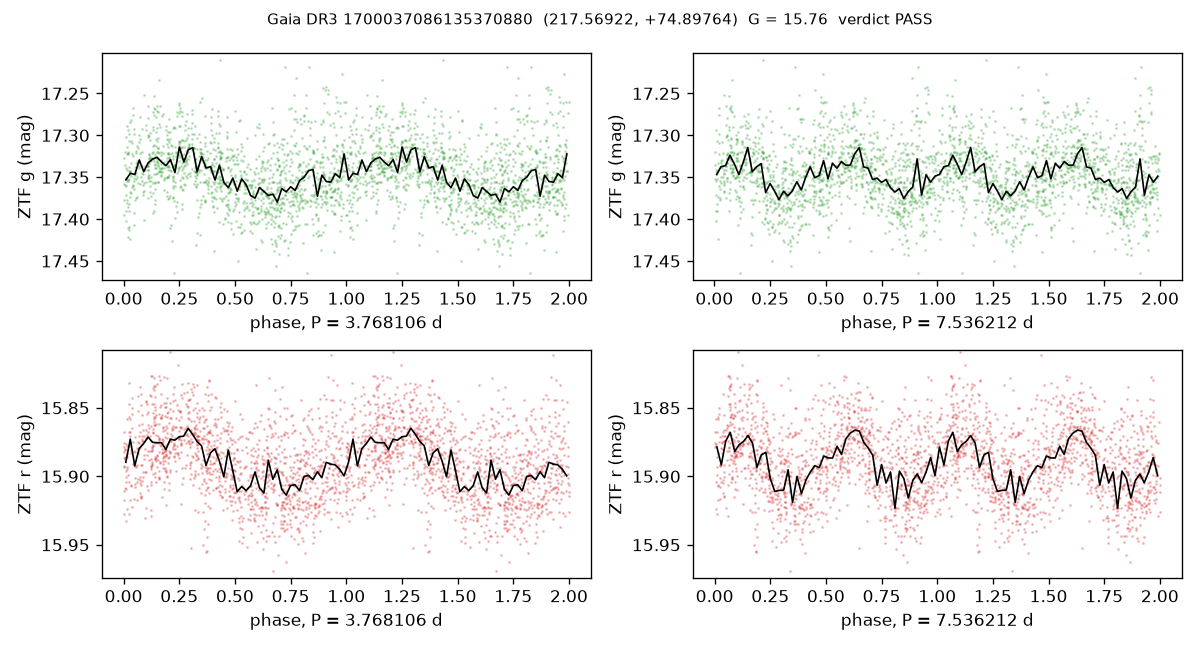 Gaia DR3 1700037086135370880  (217.56922, +74.89764)  G = 15.76  verdict PASS
ZTF g (mag)
17.25
17.30
17.35
17.40
17.45
0.00 0.25 0.50 0.75 1.00 1.25 1.50 1.75 2.00
phase, P = 3.768106 d
ZTF g (mag)
17.25
17.30
17.35
17.40
17.45
0.00 0.25 0.50 0.75 1.00 1.25 1.50 1.75 2.00
phase, P = 7.536212 d
ZTF r (mag)
15.85
15.90
15.95
0.00 0.25 0.50 0.75 1.00 1.25 1.50 1.75 2.00
phase, P = 3.768106 d
ZTF r (mag)
15.85
15.90
15.95
0.00 0.25 0.50 0.75 1.00 1.25 1.50 1.75 2.00
phase, P = 7.536212 d